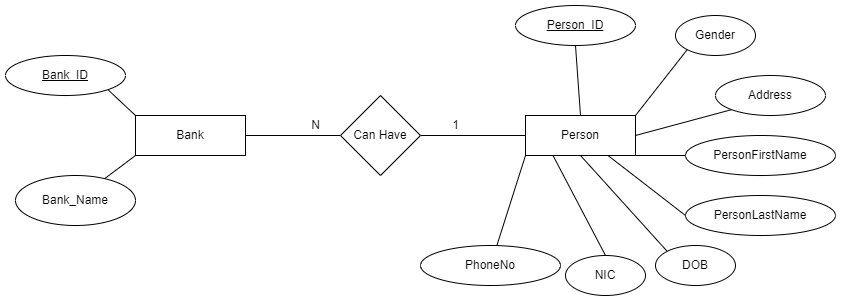 Person_ID
Gender
Bank_ID
Address
N
1
Bank
Can Have
Person
PersonFirstName
Bank_Name
PersonLastName
PhoneNo
NIC
DOB